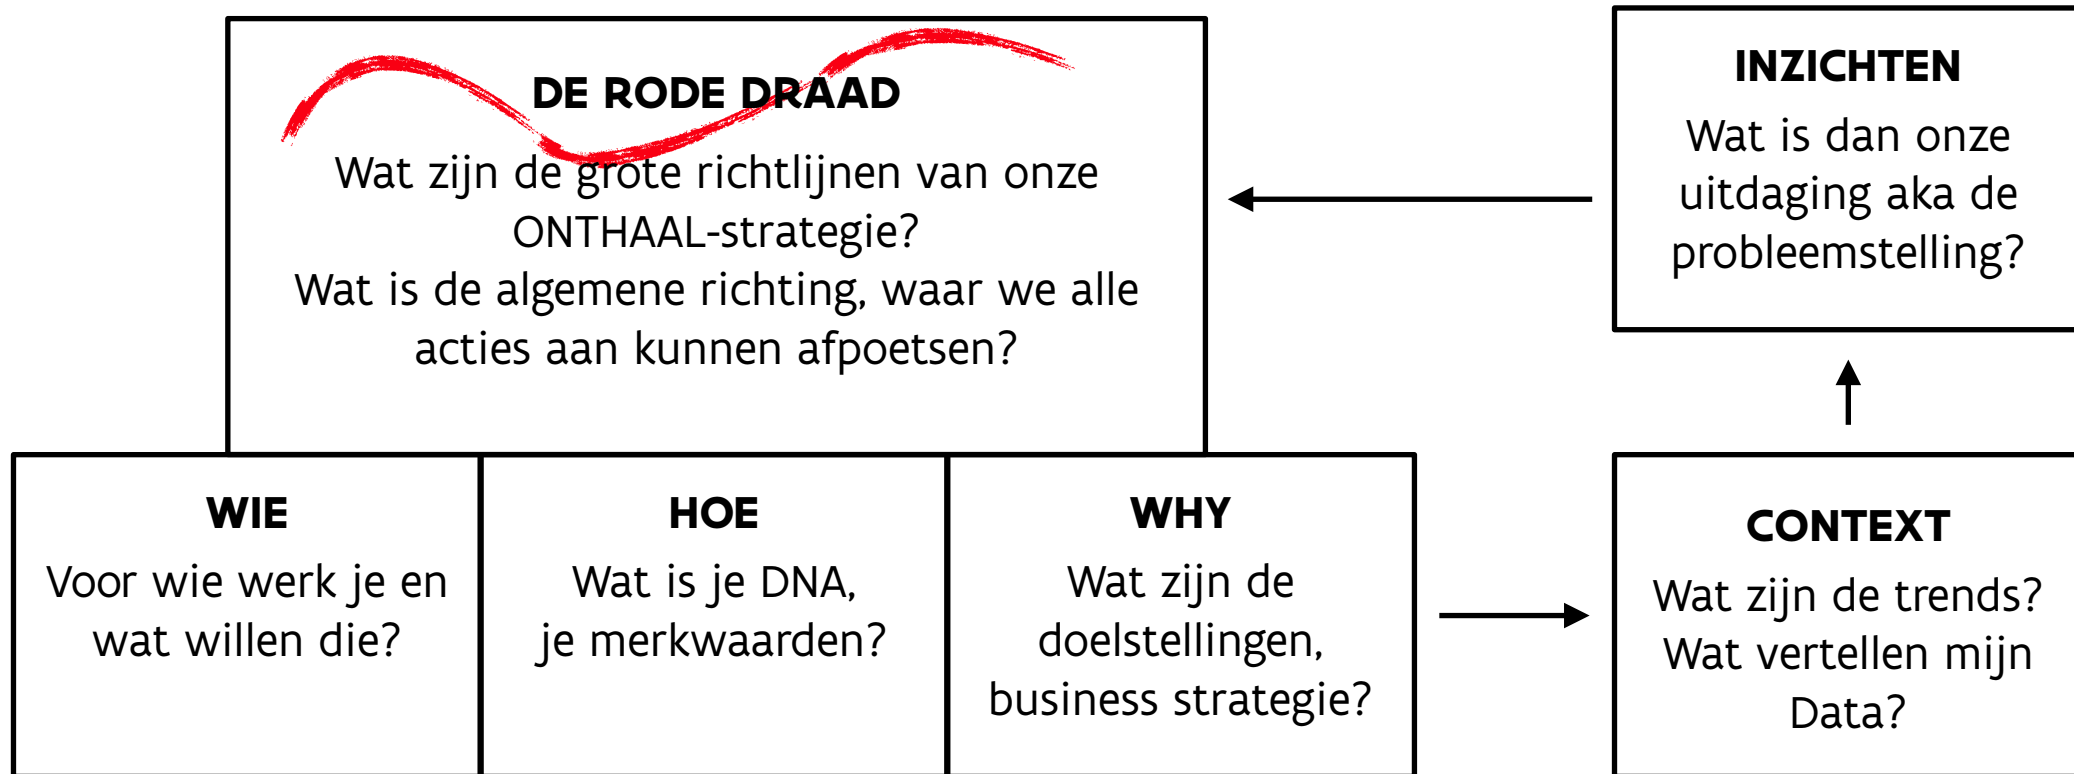 DE RODE DRAAD
Wat zijn de grote richtlijnen van onze
ONTHAAL-strategie?
Wat is de algemene richting, waar we alle
acties aan kunnen afpoetsen?
INZICHTEN
Wat is dan onze
uitdaging aka de
probleemstelling?
WIE
Voor wie werk je en
wat willen die?
HOE
Wat is je DNA,
je merkwaarden?
WHY
Wat zijn de
doelstellingen,
business strategie?
CONTEXT
Wat zijn de trends?
Wat vertellen mijn
Data?